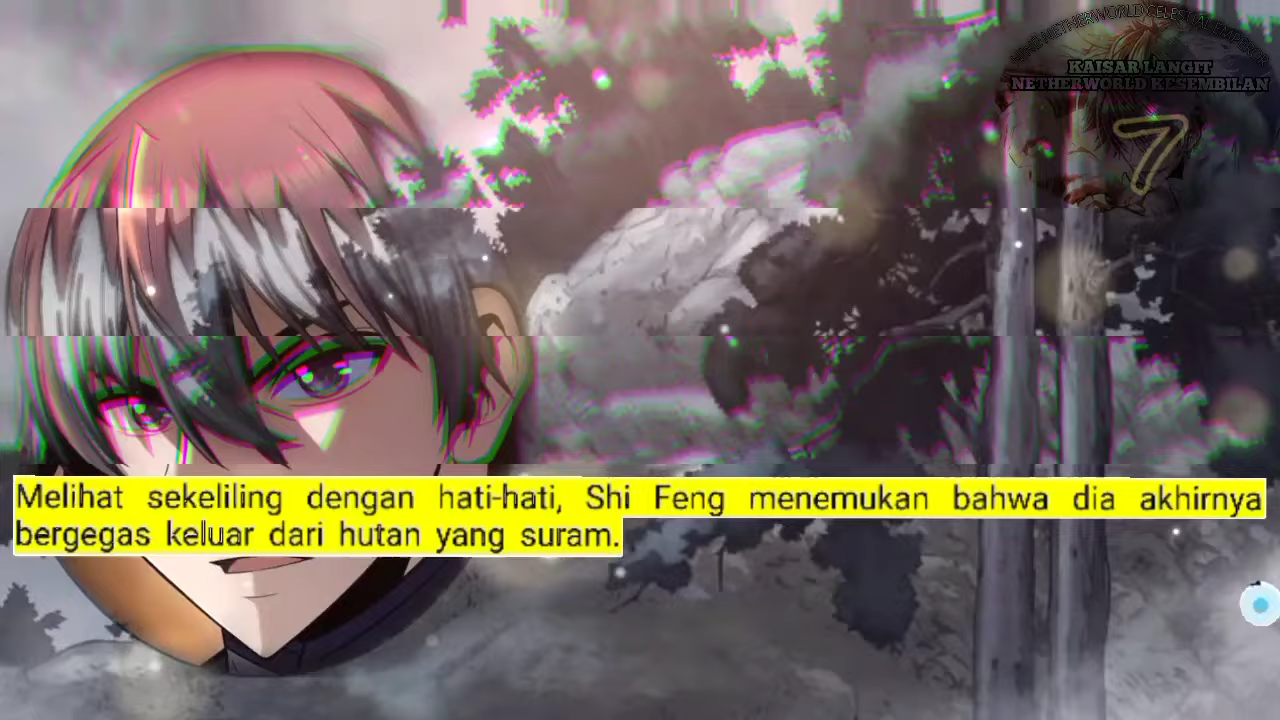 KAISAR LANGIT
NETHERWORLD KESEMBILAN
7
Melihat sekeliling dengan hati-hati, Shi Feng menemukan bahwa dia akhirnya
bergegas keluar dari hutan yang suram.